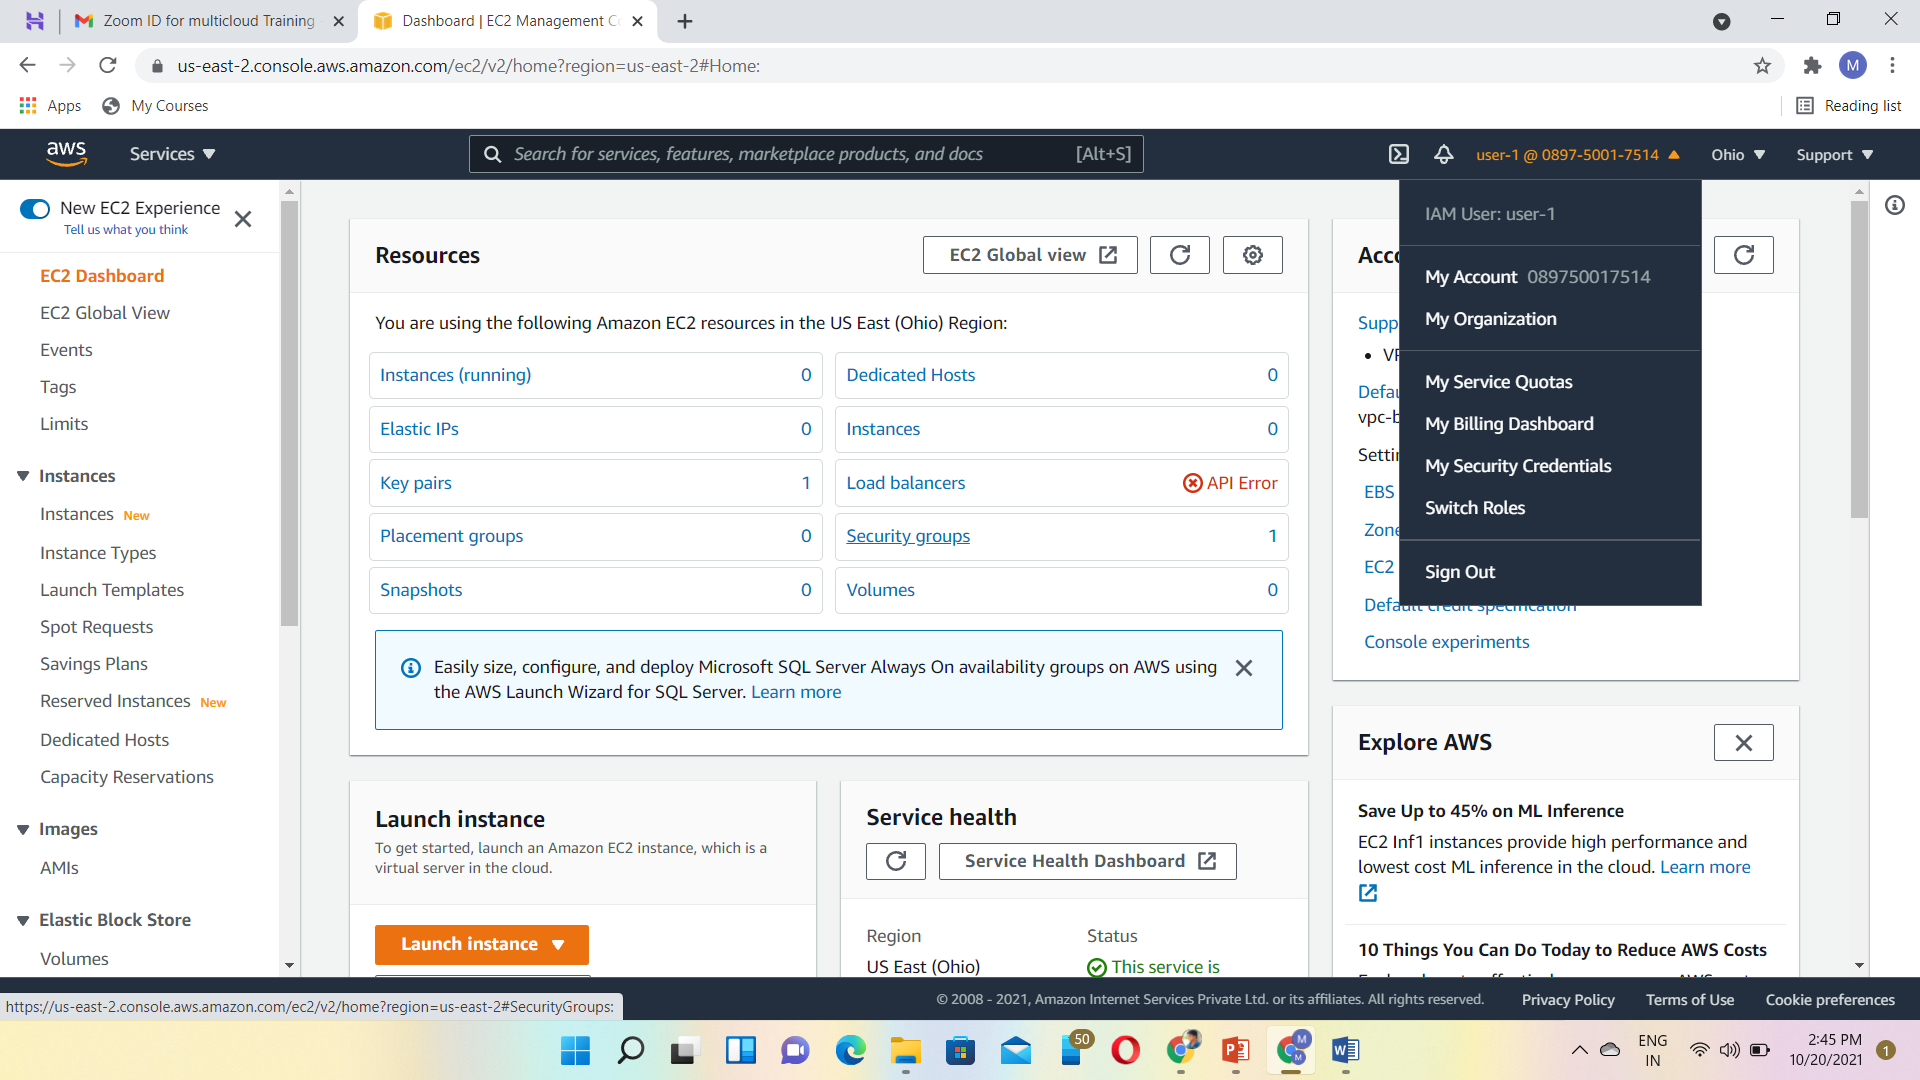 Zoom ID for multicloud Training
Dashboard | EC2 Management C
us-east-2.console.aws.amazon.com/ec2/v2/home?region=us-east-2#Home:
M
Apps
My Courses
Reading list
aws
Services
Search for services, features, marketplace products, and docs
[Alt+S]
user-1 @ 0897-5001-7514
Ohio
Support
New EC2 Experience
Tell us what you think
EC2 Dashboard
EC2 Global View
Events
Tags
Limits
Instances
Instances New
Instance Types
Launch Templates
Spot Requests
Savings Plans
Reserved Instances New
Dedicated Hosts
Capacity Reservations
Images
AMIs
Elastic Block Store
Volumes
Resources
EC2 Global view
You are using the following Amazon EC2 resources in the US East (Ohio) Region:
Instances (running) 0
Dedicated Hosts 0
Elastic IPs 0
Instances 0
Key pairs 1
Load balancers API Error
Placement groups 0
Security groups 1
Snapshots 0
Volumes 0
Easily size, configure, and deploy Microsoft SQL Server Always On availability groups on AWS using
the AWS Launch Wizard for SQL Server. Learn more
Launch instance
To get started, launch an Amazon EC2 instance, which is a
virtual server in the cloud.
Launch instance
Service health
Service Health Dashboard
Region
Status
US East (Ohio)
This service is
Acc
Supp
VP
Defau
vpc-b
Settin
EBS
Zone
EC2
Default credit specification
Console experiments
IAM User: user-1
My Account 089750017514
My Organization
My Service Quotas
My Billing Dashboard
My Security Credentials
Switch Roles
Sign Out
Explore AWS
Save Up to 45% on ML Inference
EC2 Inf1 instances provide high performance and
lowest cost ML inference in the cloud. Learn more
10 Things You Can Do Today to Reduce AWS Costs
https://us-east-2.console.aws.amazon.com/ec2/v2/home?region=us-east-2#SecurityGroups:
© 2008 - 2021, Amazon Internet Services Private Ltd. or its affiliates. All rights reserved.
Privacy Policy
Terms of Use
Cookie preferences
50
M
M
ENG
IN
2:45 PM
10/20/2021
1